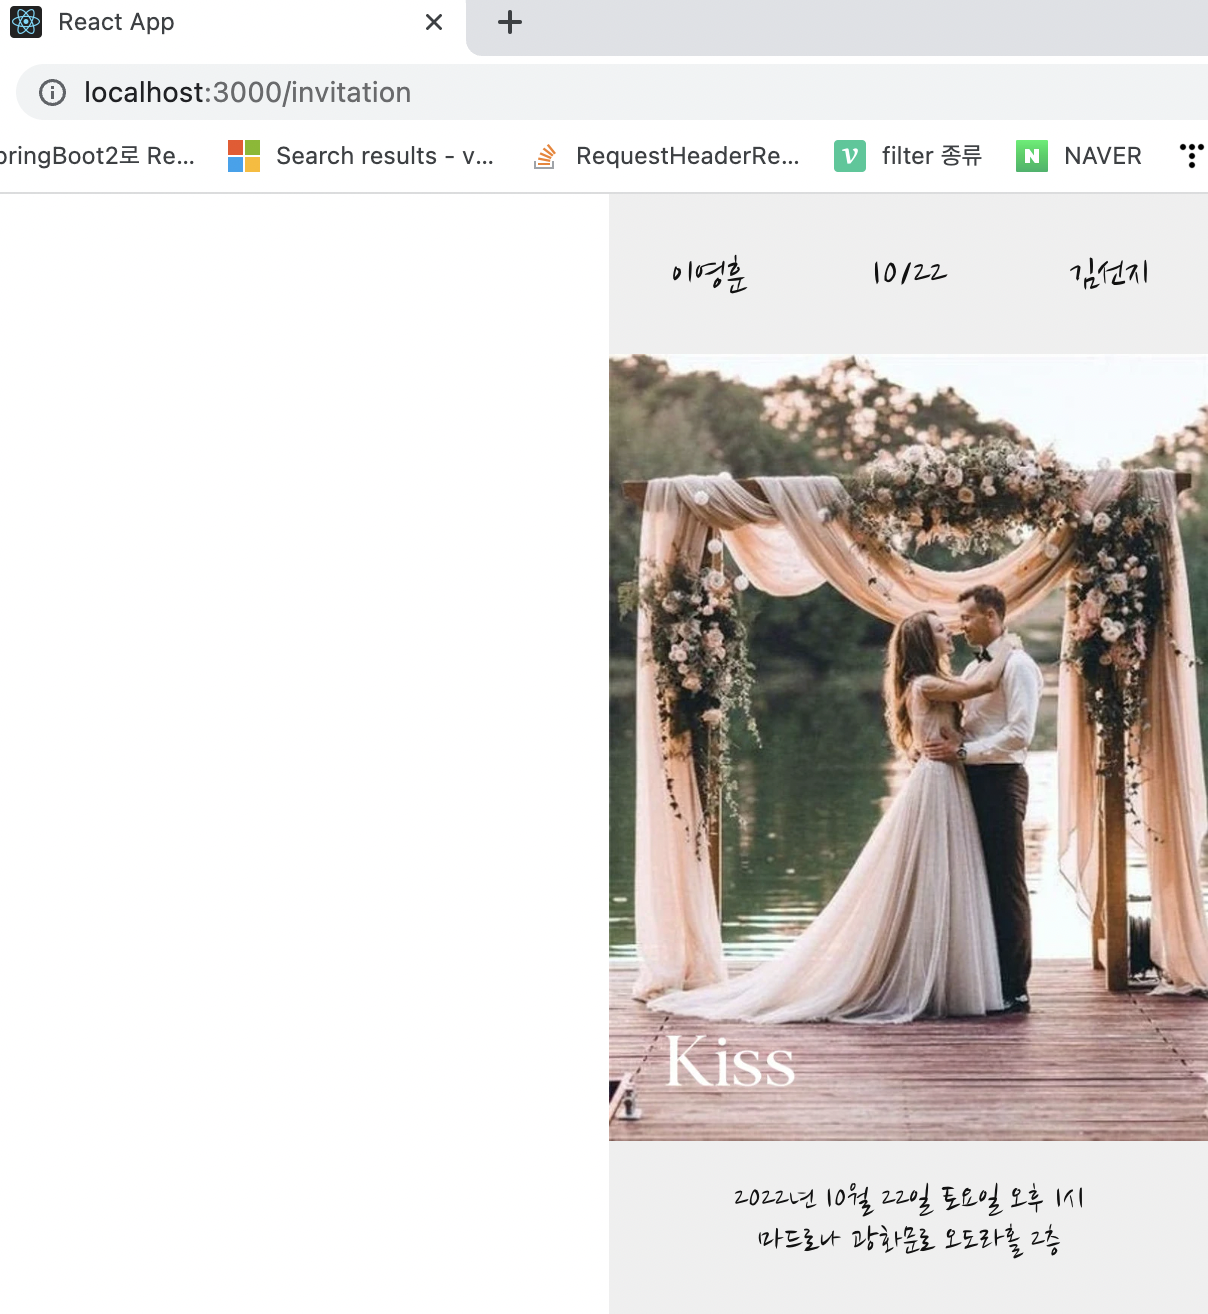 React App
localhost:3000/invitation
pringBoot2로 Re... Search results - v... RequestHeaderRe... filter 종류 NAVER
이영훈 10/22 김선지
Kiss
2022년 10월 22일 토요일 오후 1시
마드로나 광화문로 오도라홀 2층